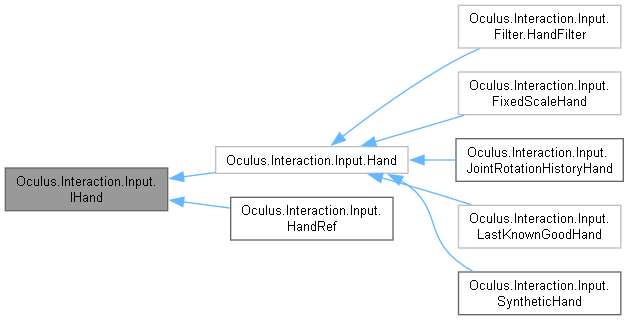 Oculus.Interaction.Input.
Filter.HandFilter
Oculus.Interaction.Input.
FixedScaleHand
Oculus.Interaction.Input.Hand
Oculus.Interaction.Input.
JointRotationHistoryHand
Oculus.Interaction.Input.
IHand
Oculus.Interaction.Input.
HandRef
Oculus.Interaction.Input.
LastKnownGoodHand
Oculus.Interaction.Input.
SyntheticHand